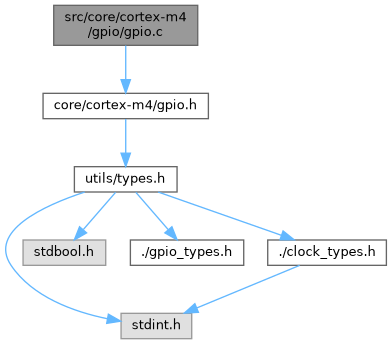 src/core/cortex-m4
/gpio/gpio.c
core/cortex-m4/gpio.h
utils/types.h
stdbool.h
./gpio_types.h
./clock_types.h
stdint.h